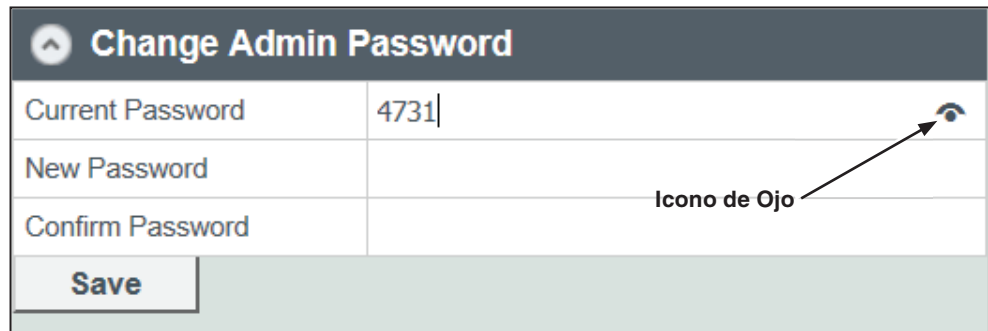 Change Admin Password
Current Password 4731
New Password
Icono de Ojo
Confirm Password
Save